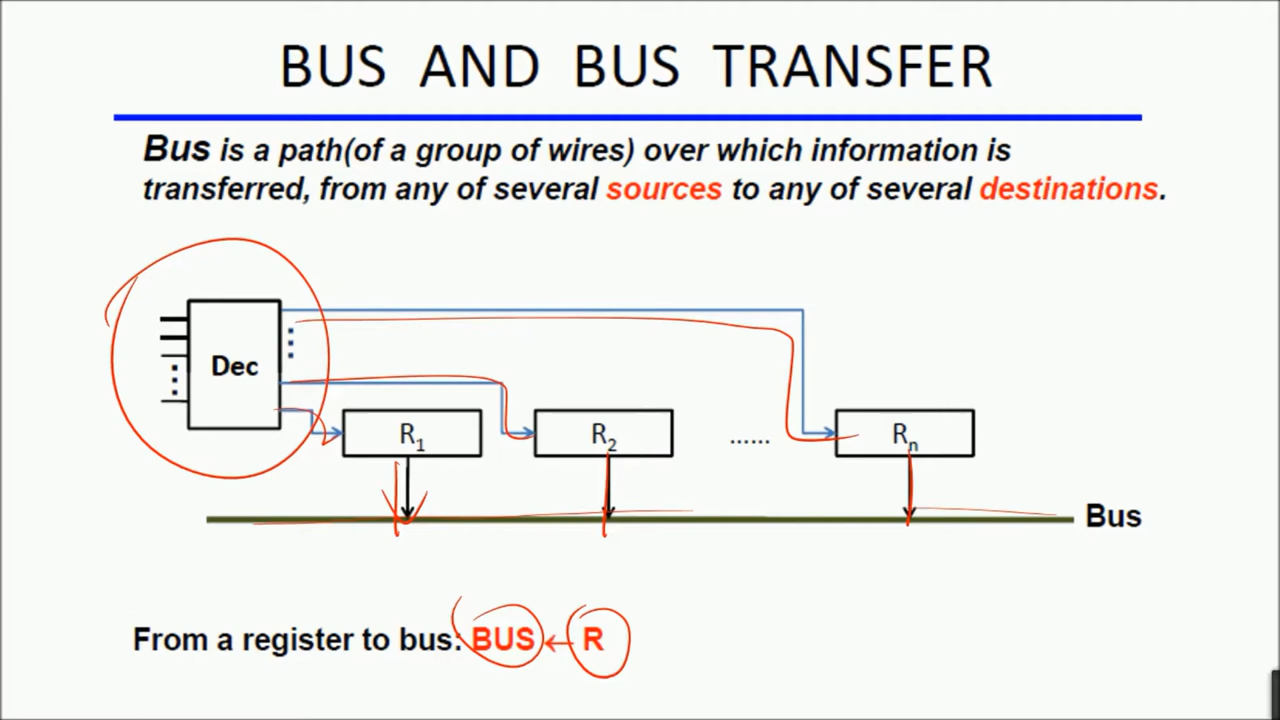 BUS AND BUS TRANSFER
Bus is a path(of a group of wires) over which information is
transferred, from any of several sources to any of several destinations.
Dec
R1
R2
......
Rn
Bus
From a register to bus: BUS ← R